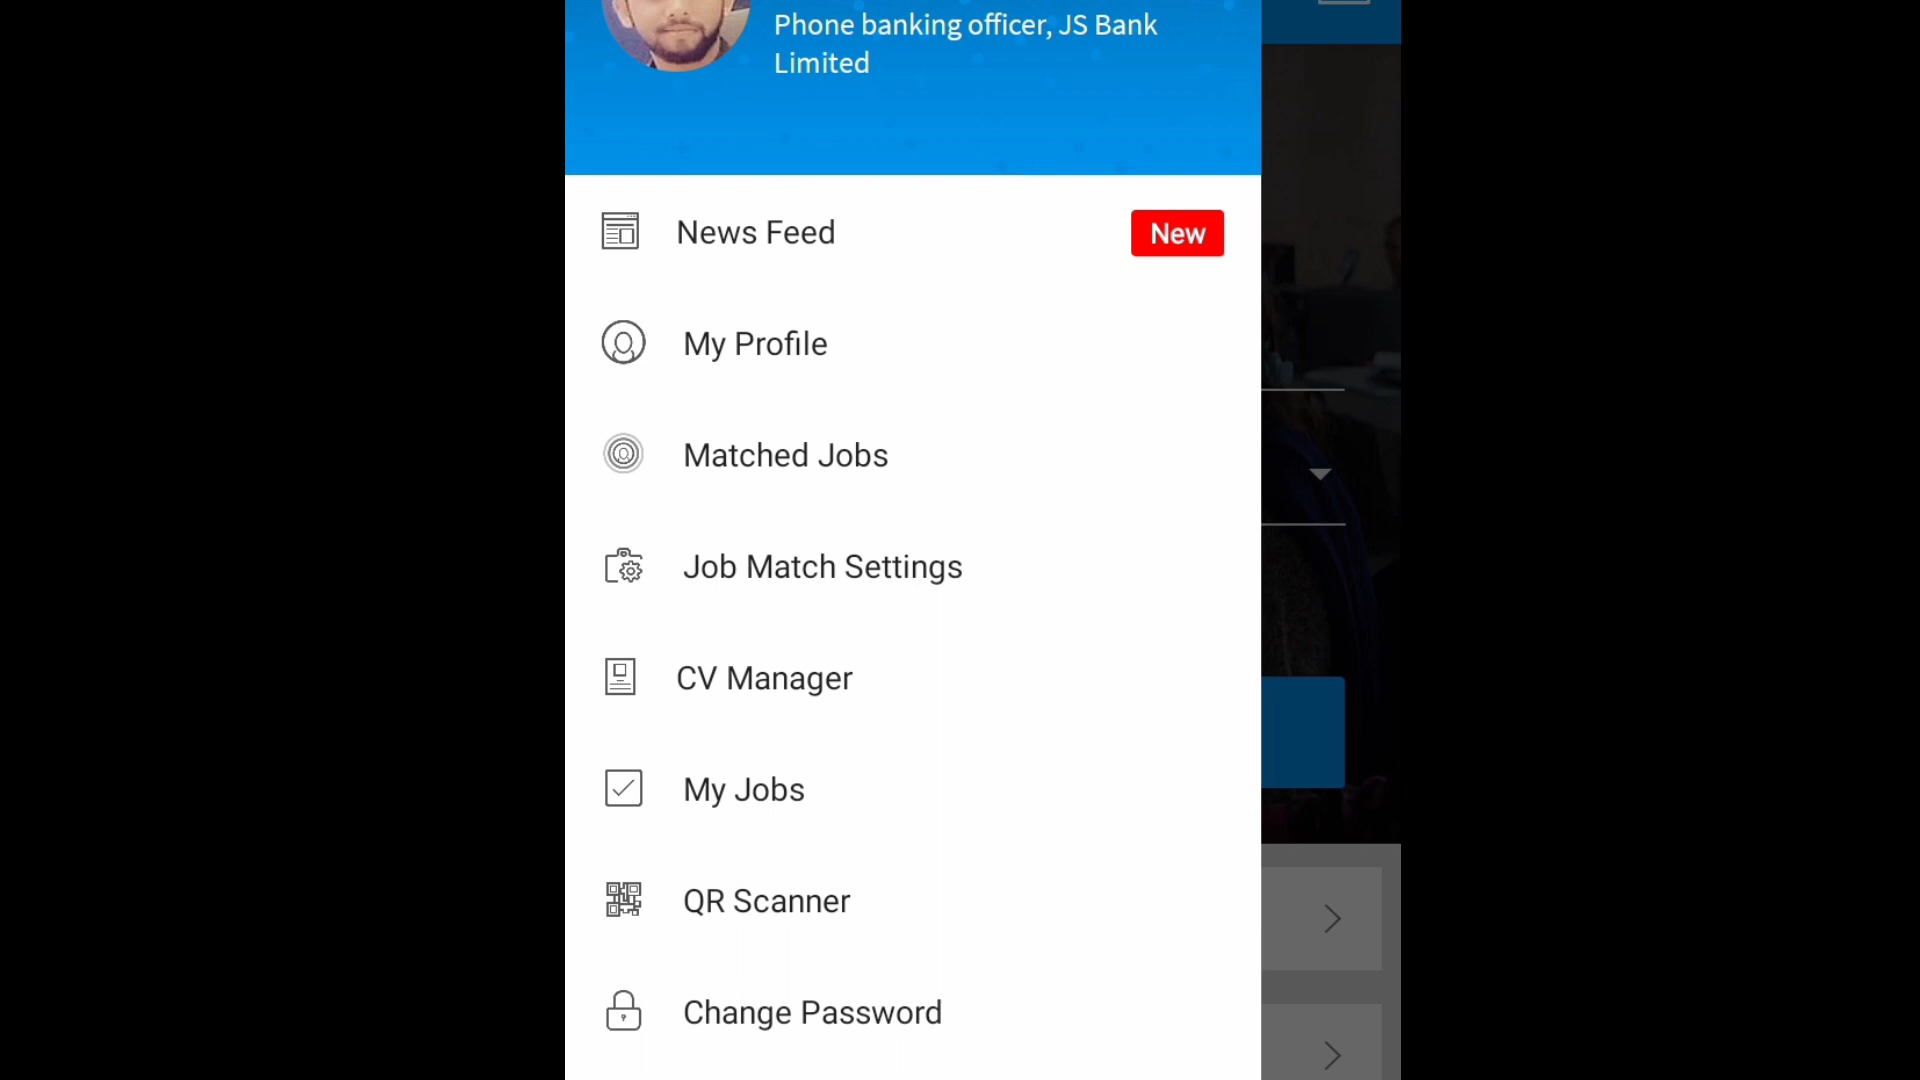 Phone banking officer, JS Bank
Limited
News Feed
New
My Profile
Matched Jobs
Job Match Settings
CV Manager
My Jobs
QR Scanner
Change Password